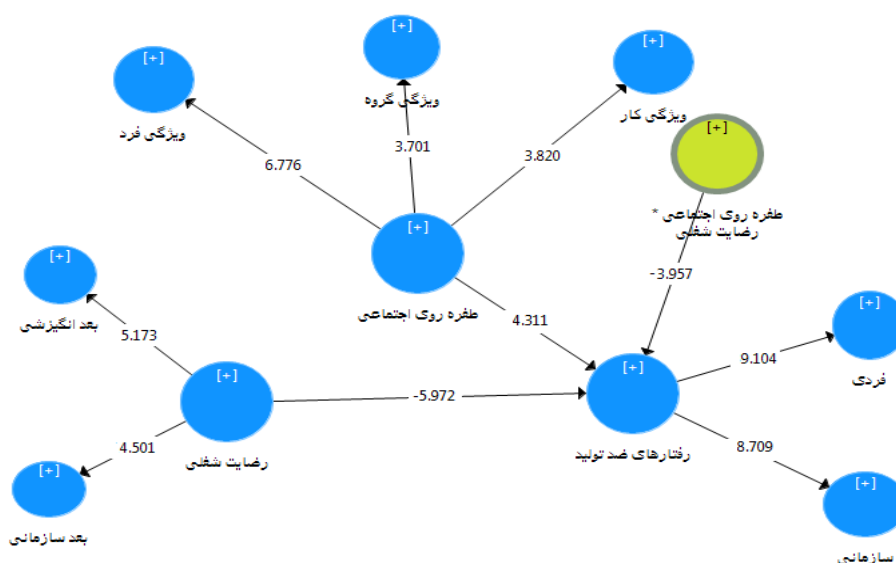 [+]
ویژگی فرد
[+]
ویژگی گروه
[+]
ویژگی کار
[+]
طفره روی اجتماعی *
رضایت شغلی
6.776
3.701
3.820
[+]
طفره روی اجتماعی
-3.957
[+]
بعد انگیزشی
5.173
4.311
[+]
فردی
9.104
[+]
رضایت شغلی
-5.972
[+]
رفتارهای ضد تولید
4.501
8.709
[+]
بعد سازمانی
[+]
سازمانی